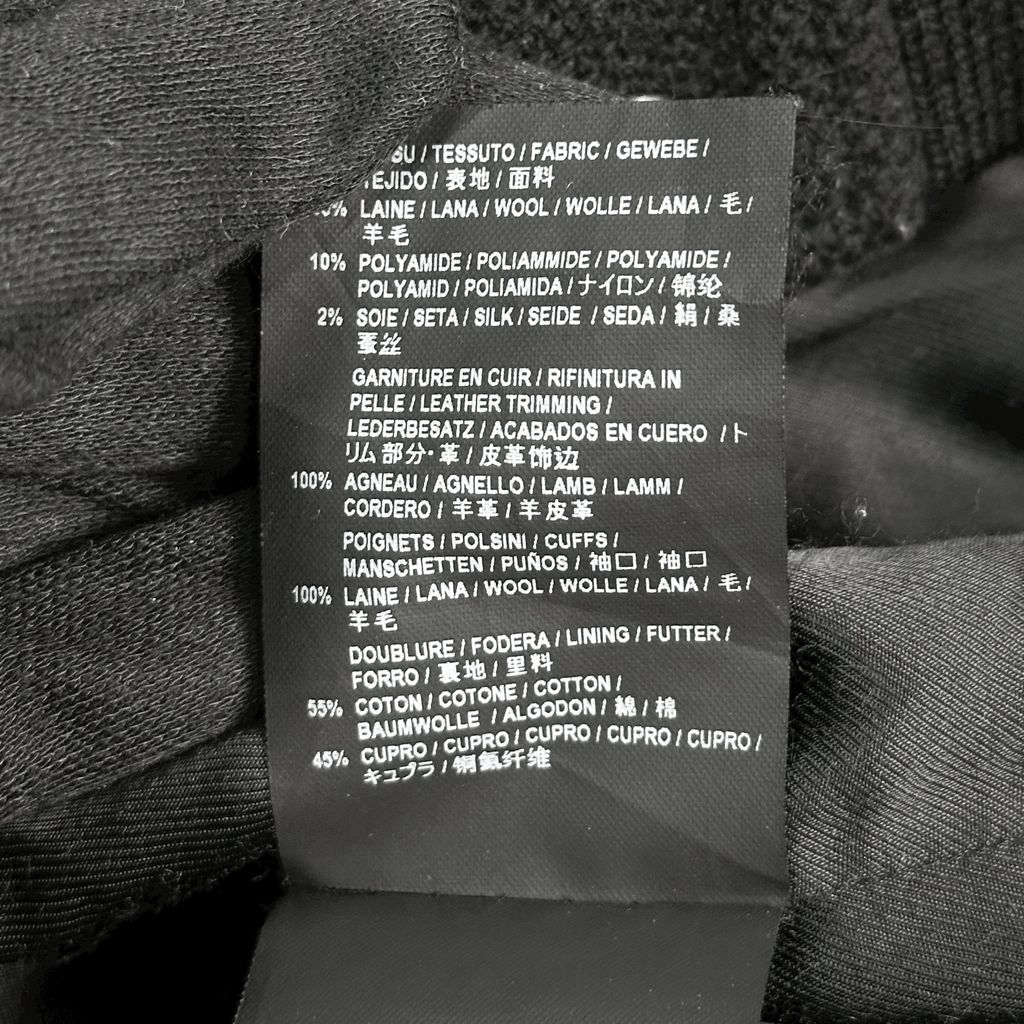 / TESSUTO / FABRIC / GEWEBE /
TEJIDO / 表地 / 面料
LAINE / LANA / WOOL / WOLLE / LANA / 毛 /
羊毛
10% POLYAMIDE / POLIAMMIDE / POLYAMIDE /
POLYAMID / POLIAMIDA / ナイロン / 锦纶
2% SOIE / SETA / SILK / SEIDE / SEDA / 絹 / 桑
蚕丝
GARNITURE EN CUIR / RIFINITURA IN
PELLE / LEATHER TRIMMING /
LEDERBESATZ / ACABADOS EN CUERO / ト
リム部分・革 / 皮革饰边
100% AGNEAU / AGNELLO / LAMB / LAMM /
CORDERO / 羊革 / 羊皮革
POIGNETS / POLSINI / CUFFS /
MANSCHETTEN / PUÑOS / 袖口 / 袖口
100% LAINE / LANA / WOOL / WOLLE / LANA / 毛 /
羊毛
DOUBLURE / FODERA / LINING / FUTTER /
FORRO / 裏地 / 里料
55% COTON / COTONE / COTTON /
BAUMWOLLE / ALGODON / 綿 / 棉
45% CUPRO / CUPRO / CUPRO / CUPRO / CUPRO /
キュプラ / 铜氨纤维